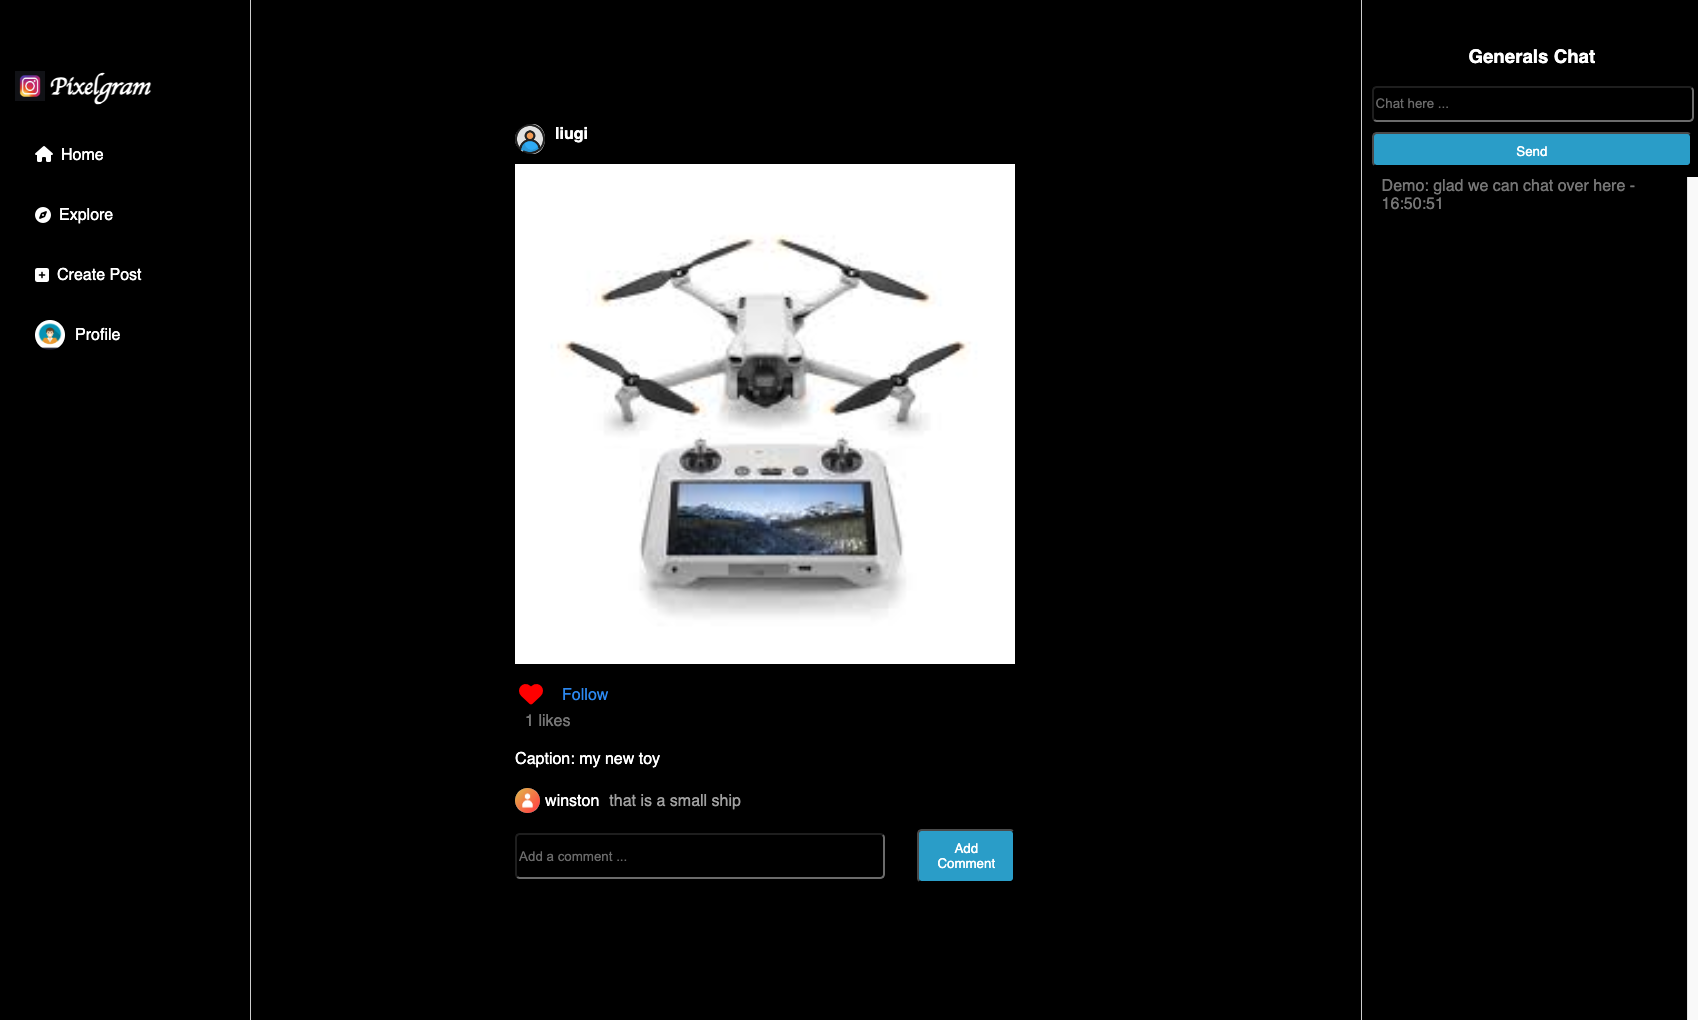 Pixelgram
Home
Explore
Create Post
Profile
liugi
Follow
1 likes
Caption: my new toy
winston that is a small ship
Add a comment ...
Add
Comment
Generals Chat
Chat here ...
Send
Demo: glad we can chat over here -
16:50:51